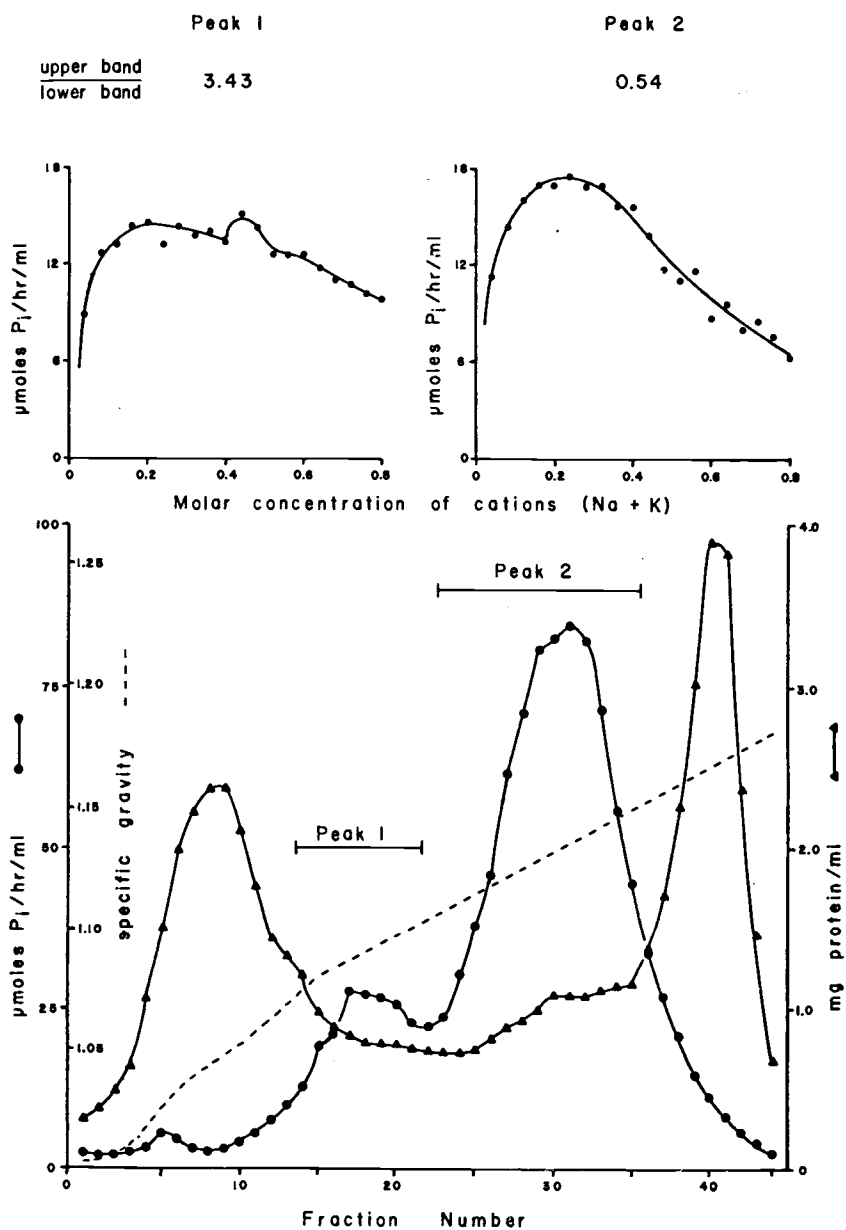 Peak 1 Peak 2
upper band
lower band
3.43 0.54
18 18
12 12
6 6
0 0
μmoles Pi/hr/ml μmoles Pi/hr/ml
0 0.2 0.4 0.6 0.8 0 0.2 0.4 0.6 0.8
Molar concentration of cations (Na + K)
100 1.25 4.0
Peak 2
75 1.20 3.0
specific gravity
1.15
Peak 1
50 2.0
1.10
25 1.05 1.0
0 0
μmoles Pi/hr/ml
mg protein/ml
10 20 30 40
Fraction Number